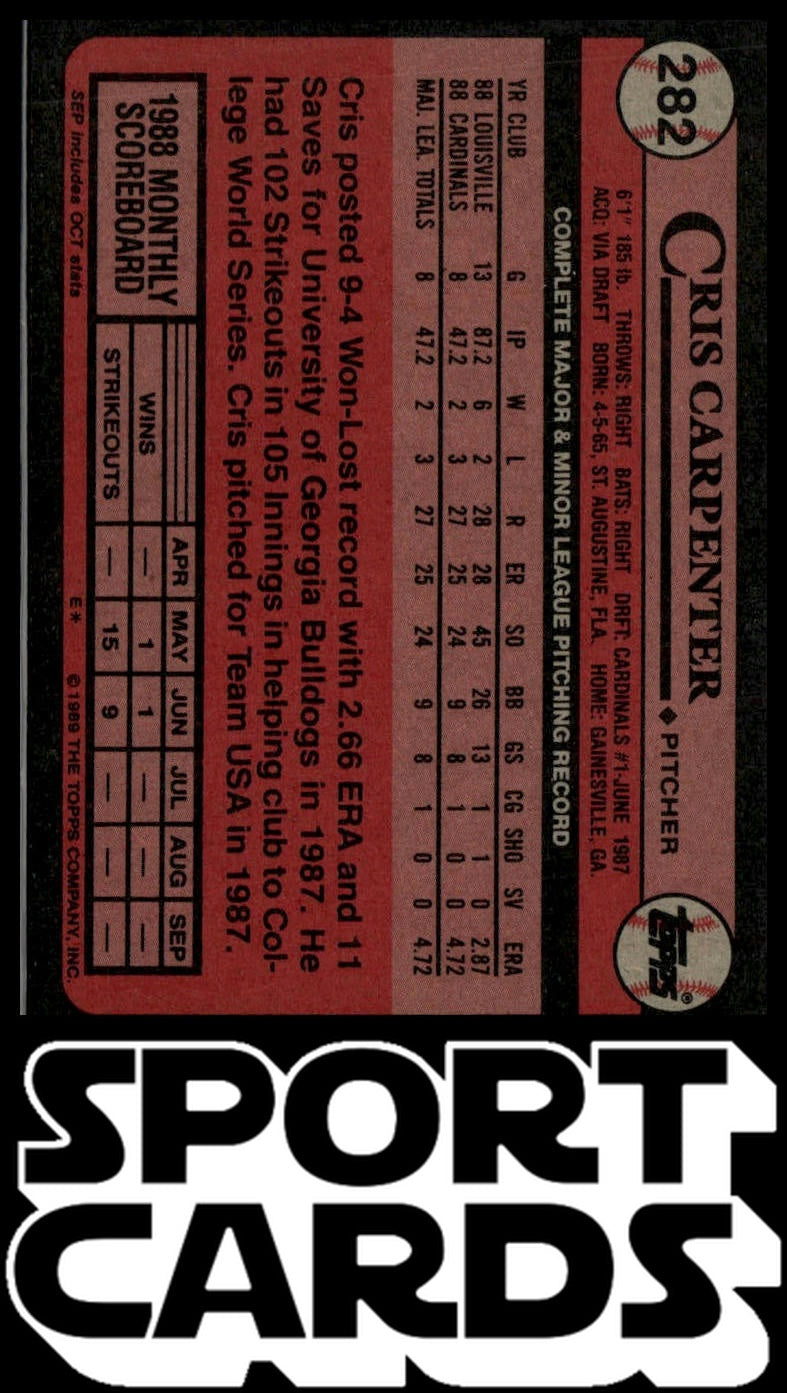 282
CRIS CARPENTER ◆ PITCHER
Topps®
6'1" 185 lb. THROWS: RIGHT BATS: RIGHT DRFT: CARDINALS #1-JUNE 1987
ACQ: VIA DRAFT BORN: 4-5-65, ST. AUGUSTINE, FLA. HOME: GAINESVILLE, GA.
COMPLETE MAJOR & MINOR LEAGUE PITCHING RECORD
YR CLUB G IP W L R ER SO BB GS CG SHO SV ERA
88 LOUISVILLE 13 87.2 6 2 28 28 45 26 13 1 1 0 2.87
88 CARDINALS 8 47.2 2 3 27 25 24 9 8 1 0 0 4.72
MAJ. LEA. TOTALS 8 47.2 2 3 27 25 24 9 8 1 0 0 4.72
Cris posted 9-4 Won-Lost record with 2.66 ERA and 11
Saves for University of Georgia Bulldogs in 1987. He
had 102 Strikeouts in 105 Innings in helping club to Col-
lege World Series. Cris pitched for Team USA in 1987.
1988 MONTHLY
SCOREBOARD
APR MAY JUN JUL AUG SEP
WINS — 1 1 — — —
STRIKEOUTS — 15 9 — — —
SEP includes OCT stats
E* © 1989 THE TOPPS COMPANY, INC.
SPORT
CARDS